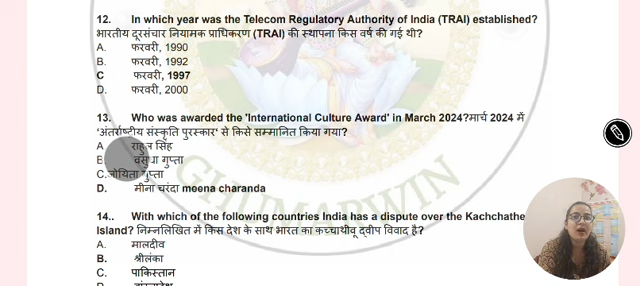 12. In which year was the Telecom Regulatory Authority of India (TRAI) established?
भारतीय दूरसंचार नियामक प्राधिकरण (TRAI) की स्थापना किस वर्ष की गई थी?
A. फरवरी, 1990
B. फरवरी, 1992
C फरवरी, 1997
D. फरवरी, 2000
13. Who was awarded the 'International Culture Award' in March 2024?मार्च 2024 में
'अंतर्राष्ट्रीय संस्कृति पुरस्कार' से किसे सम्मानित किया गया?
A सिंह
B गुप्ता
C.जोयिता गुप्ता
D. मीना चरंदा meena charanda
14.. With which of the following countries India has a dispute over the Kachchathe
Island? निम्नलिखित में किस देश के साथ भारत का कच्चाथीवू द्वीप विवाद है?
A. मालदीव
B. श्रीलंका
C. पाकिस्तान
GHUMARWIN